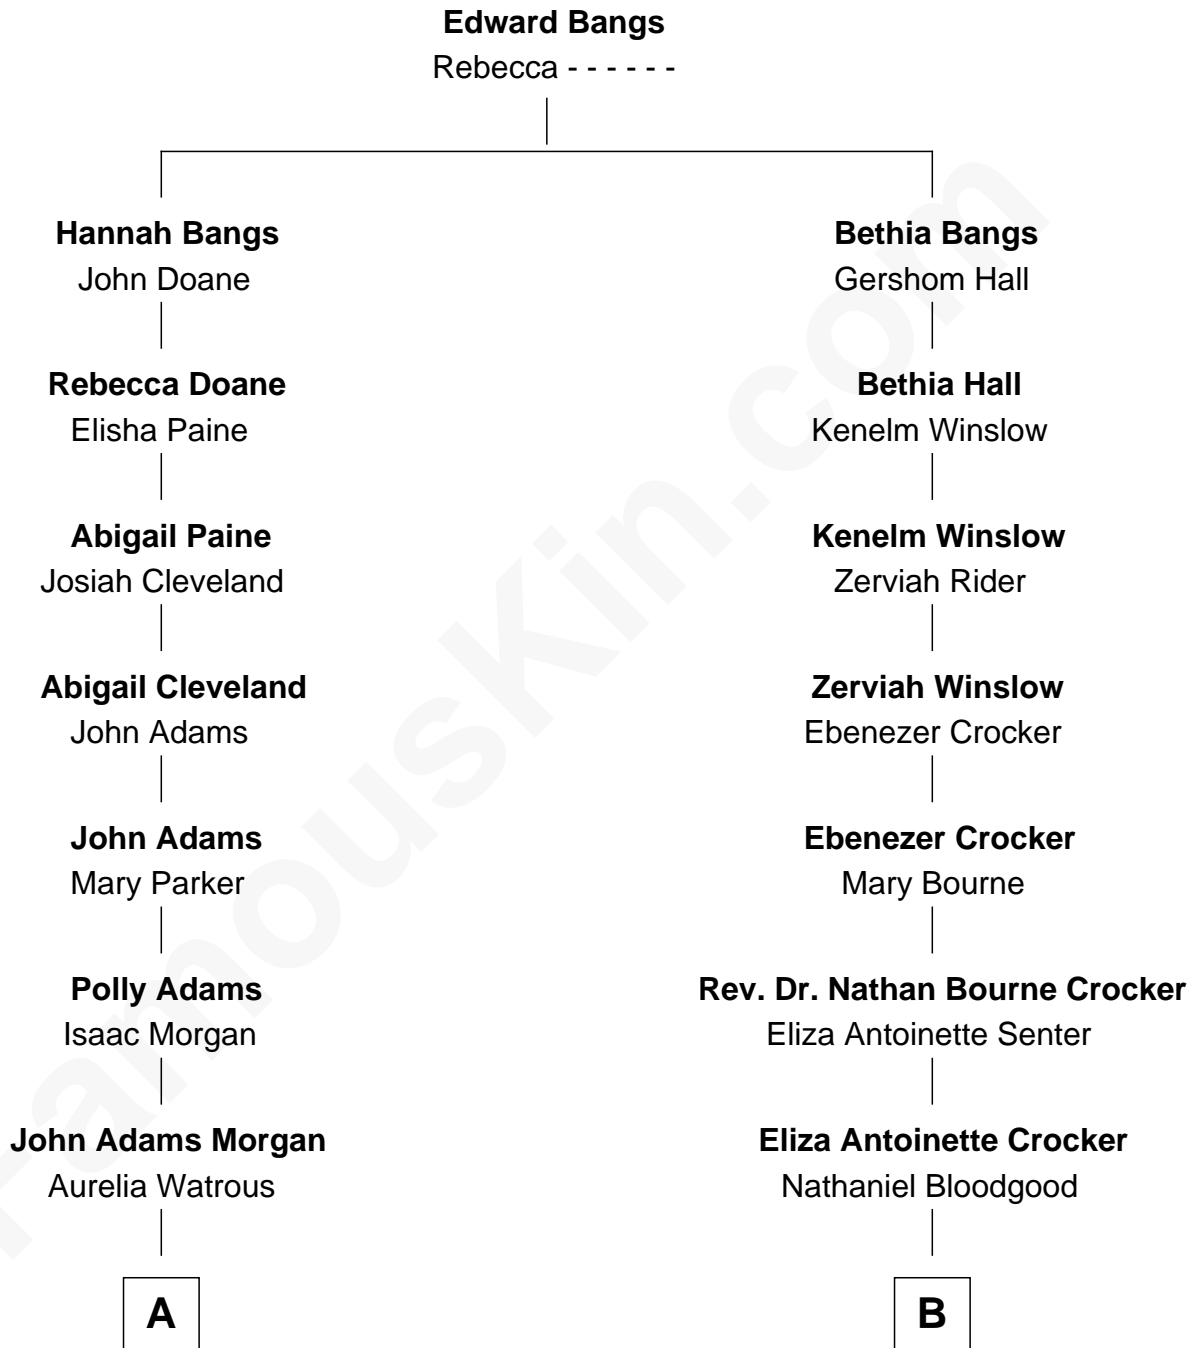 Edward Bangs
Rebecca - - - - - -
Hannah Bangs
John Doane
Rebecca Doane
Elisha Paine
Abigail Paine
Josiah Cleveland
Abigail Cleveland
John Adams
John Adams
Mary Parker
Polly Adams
Isaac Morgan
John Adams Morgan
Aurelia Watrous
A
Bethia Bangs
Gershom Hall
Bethia Hall
Kenelm Winslow
Kenelm Winslow
Zerviah Rider
Zerviah Winslow
Ebenezer Crocker
Ebenezer Crocker
Mary Bourne
Rev. Dr. Nathan Bourne Crocker
Eliza Antoinette Senter
Eliza Antoinette Crocker
Nathaniel Bloodgood
B
FamousKin.com